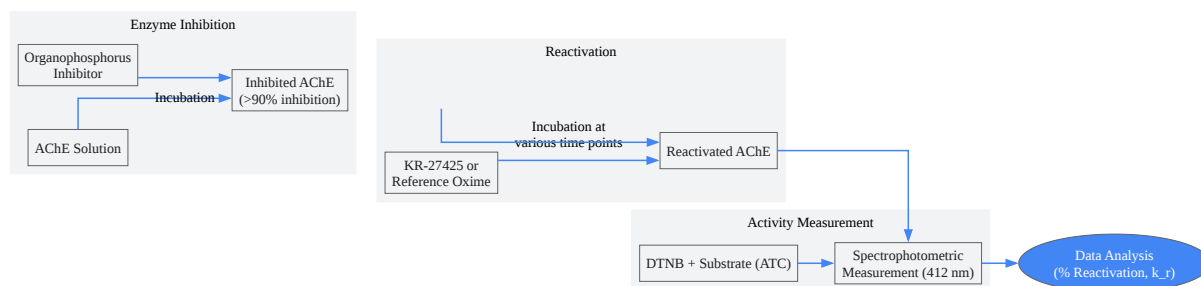 Enzyme Inhibition
Organophosphorus
Inhibitor
Inhibited AChE
(>90% inhibition)
Incubation
AChE Solution
Reactivation
Incubation at
various time points
Reactivated AChE
KR-27425 or
Reference Oxime
Activity Measurement
DTNB + Substrate (ATC)
Spectrophotometric
Measurement (412 nm)
Data Analysis
(% Reactivation, k_r)